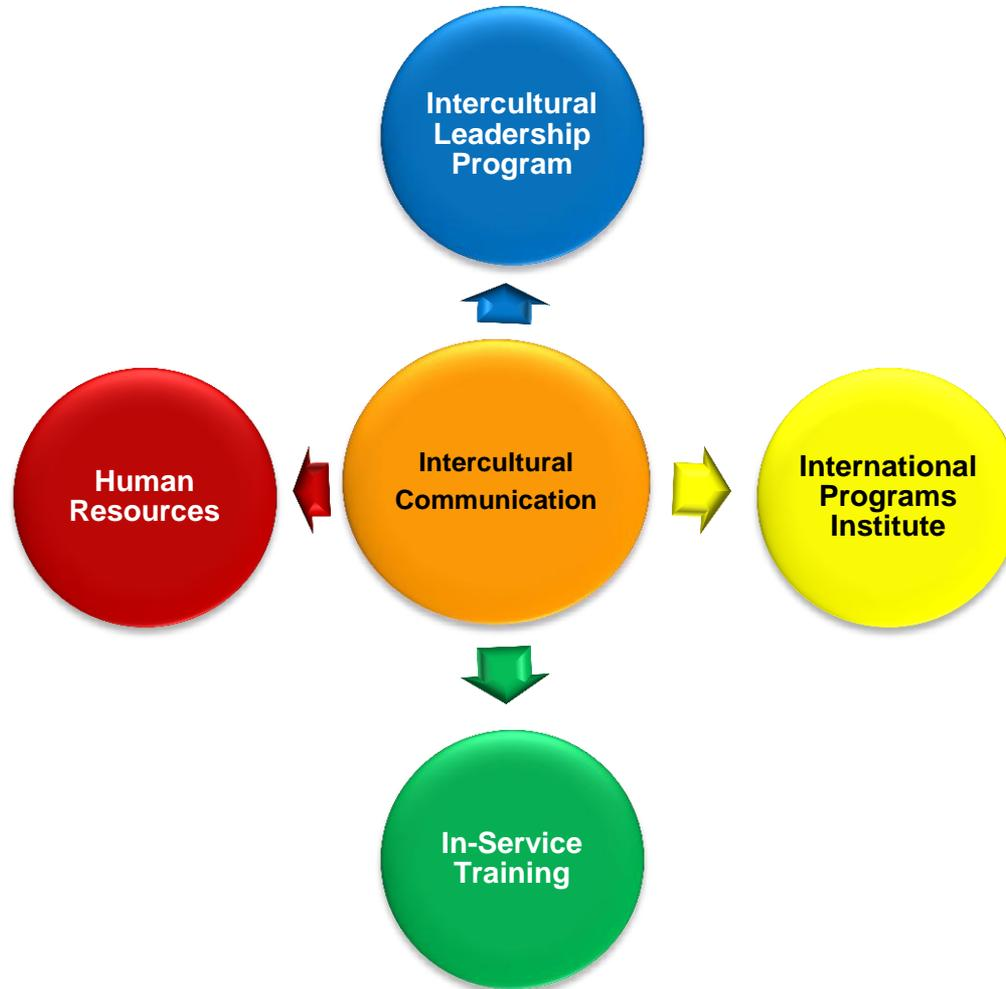 Intercultural
Leadership
Program
Human
Resources
Intercultural
Communication
International
Programs
Institute
In-Service
Training